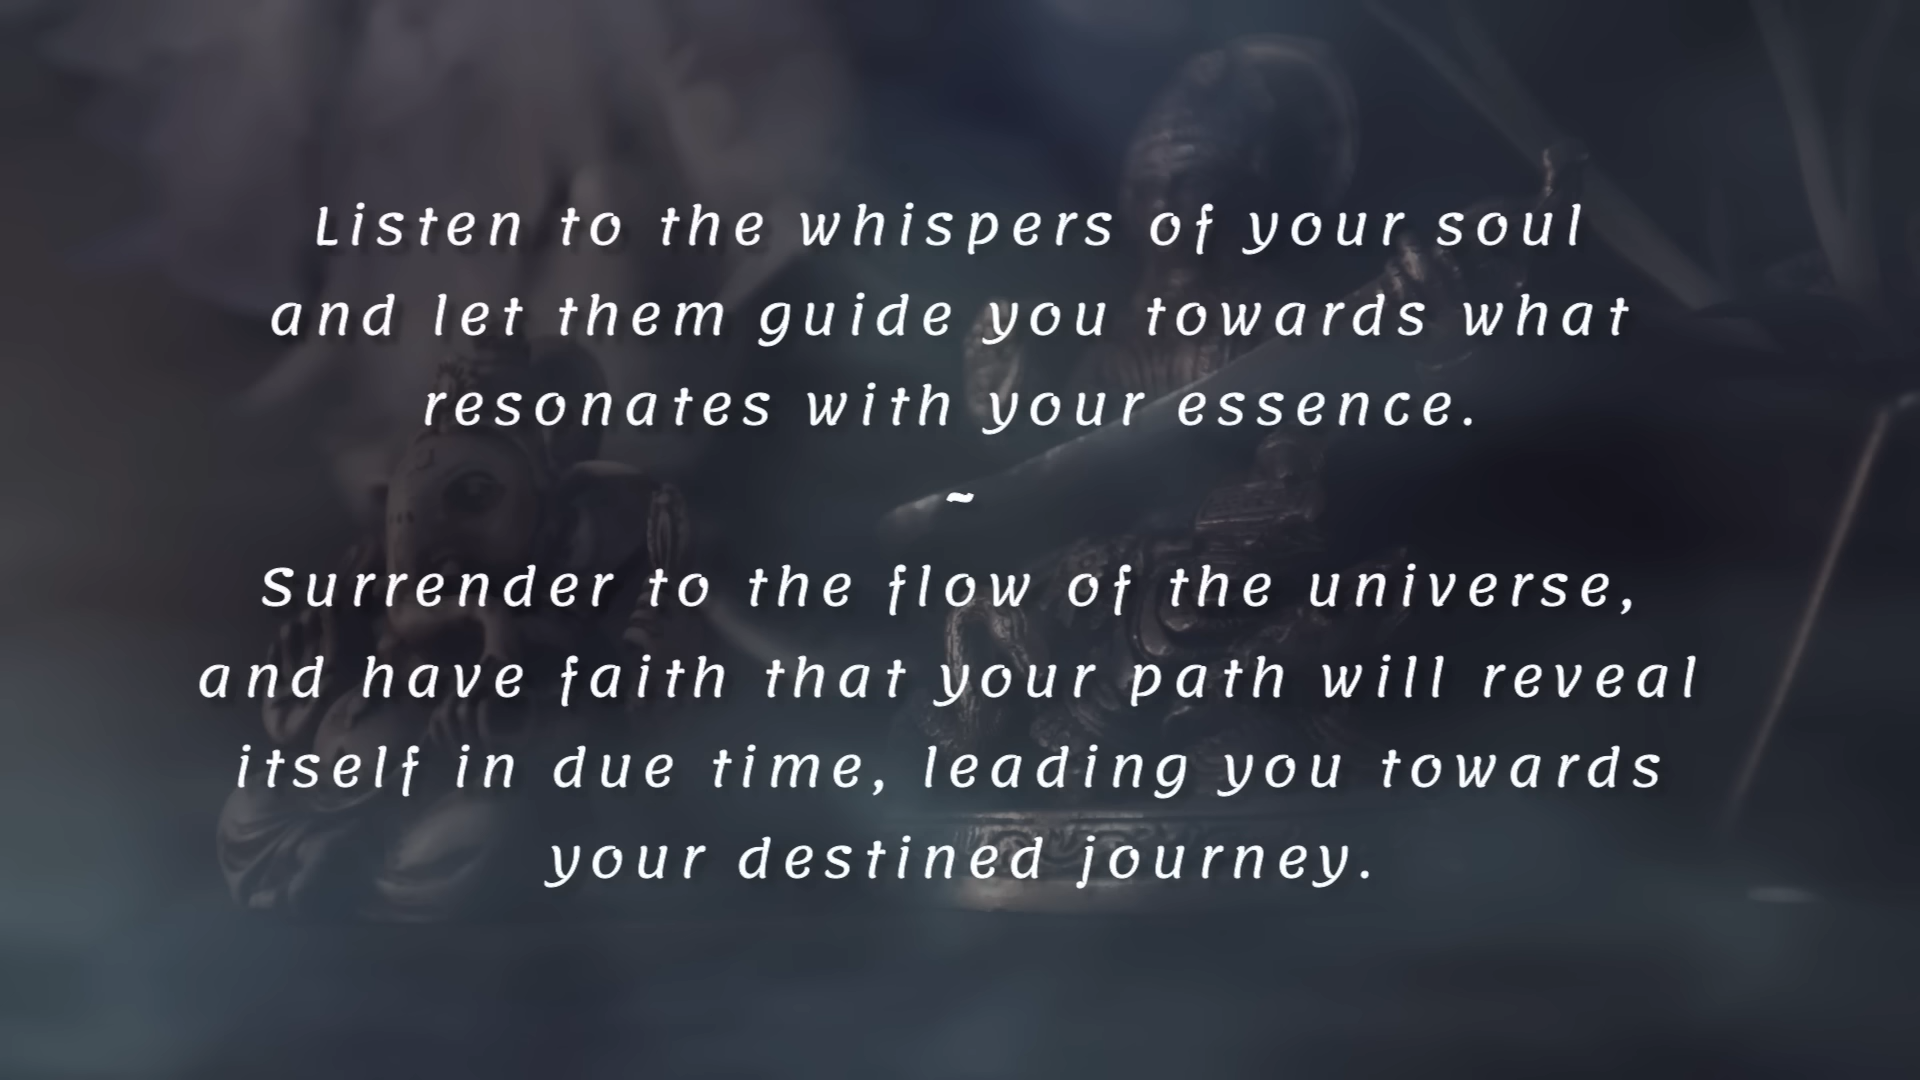 Listen to the whispers of your soul
and let them guide you towards what
resonates with your essence.
~
Surrender to the flow of the universe,
and have faith that your path will reveal
itself in due time, leading you towards
your destined journey.